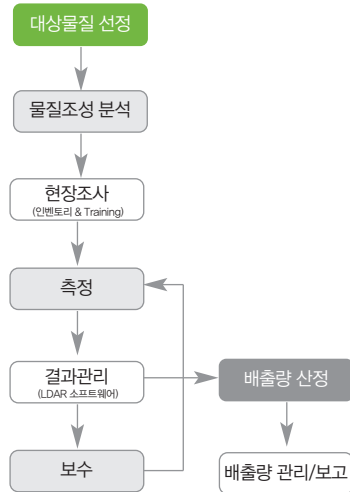 대상물질 선정
물질조성 분석
현장조사
(인벤토리 & Training)
측정
결과관리
(LDAR 소프트웨어)
배출량 산정
보수
배출량 관리/보고